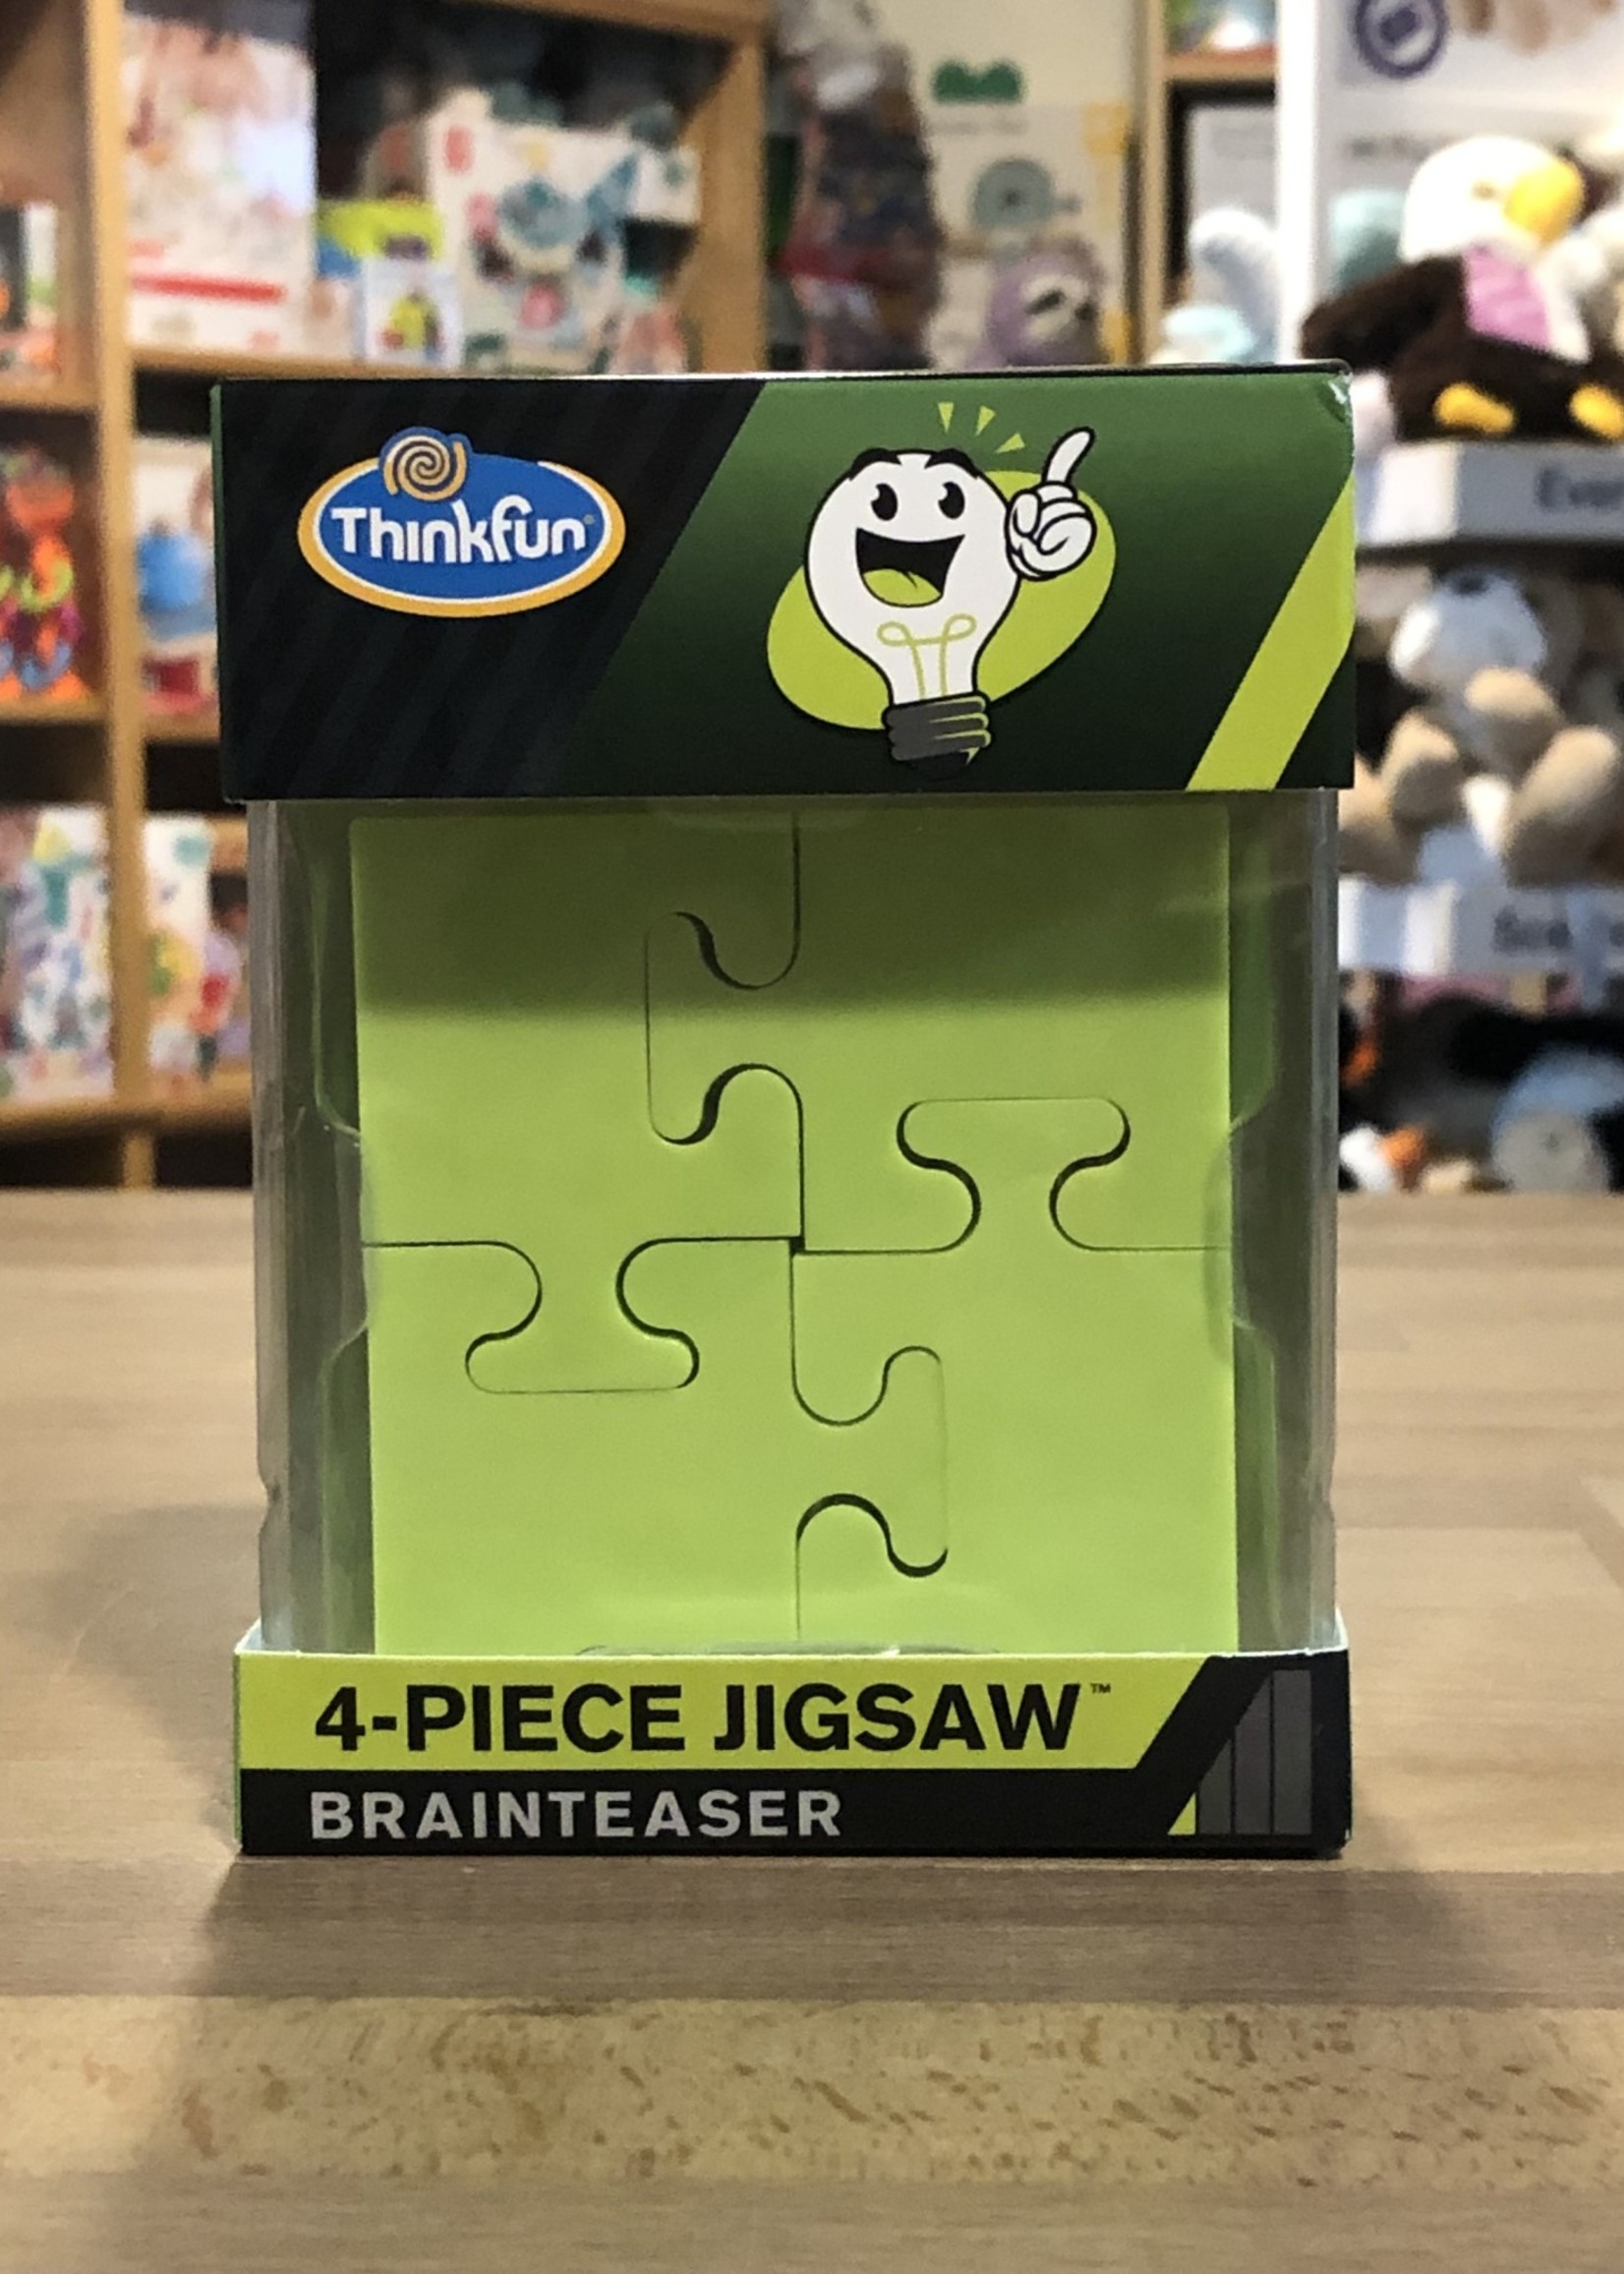 ThinkFun®
4-PIECE JIGSAW™
BRAINTEASER